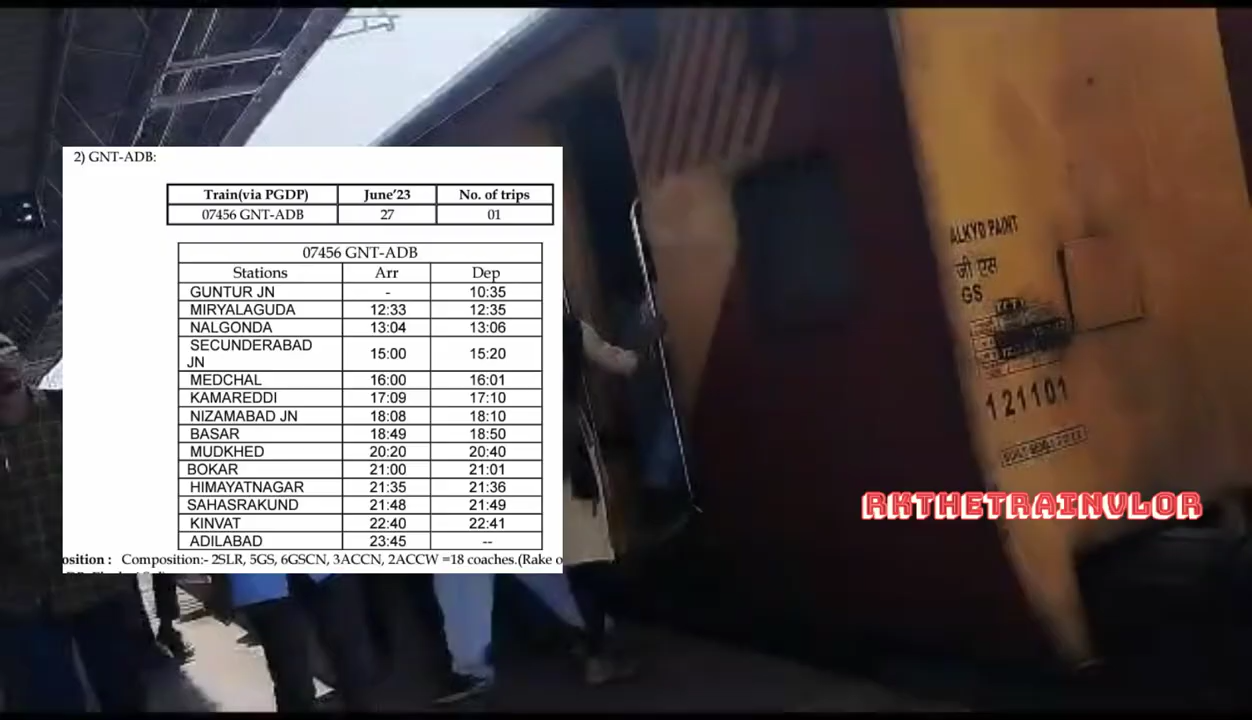 2) GNT-ADB:
Train(via PGDP) June'23 No. of trips
07456 GNT-ADB 27 01
07456 GNT-ADB
Stations Arr Dep
GUNTUR JN - 10:35
MIRYALAGUDA 12:33 12:35
NALGONDA 13:04 13:06
SECUNDERABAD
JN 15:00 15:20
MEDCHAL 16:00 16:01
KAMAREDDI 17:09 17:10
NIZAMABAD JN 18:08 18:10
BASAR 18:49 18:50
MUDKHED 20:20 20:40
BOKAR 21:00 21:01
HIMAYATNAGAR 21:35 21:36
SAHASRAKUND 21:48 21:49
KINVAT 22:40 22:41
ADILABAD 23:45 --
osition : Composition:- 2SLR, 5GS, 6GSCN, 3ACCN, 2ACCW =18 coaches.(Rake o
ALKYD PAINT
जी एस
GS
121101
RKTHETRAINVLOR